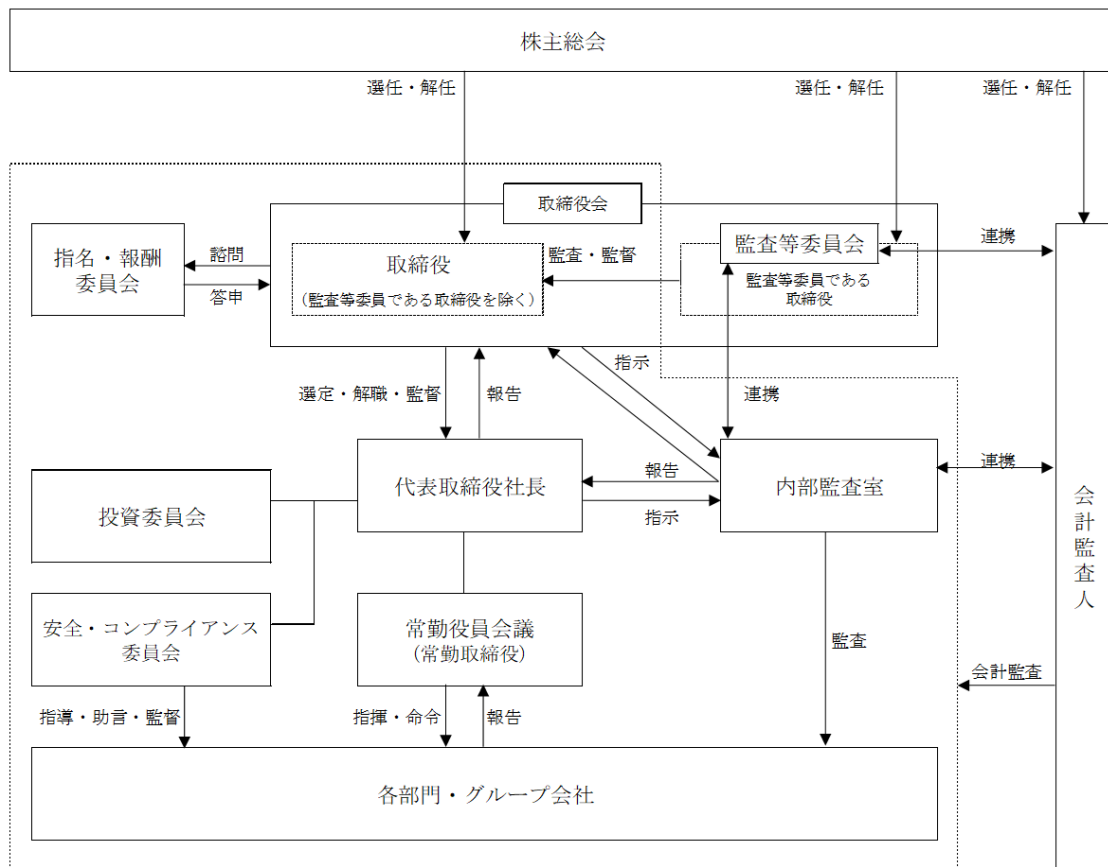 株主総会
選任・解任
選任・解任
選任・解任
取締役会
指名・報酬
委員会
諮問
答申
取締役
(監査等委員である取締役を除く)
監査・監督
監査等委員会
監査等委員である
取締役
連携
選定・解職・監督
報告
指示
連携
代表取締役社長
報告
指示
内部監査室
連携
投資委員会
会計監査人
安全・コンプライアンス
委員会
常勤役員会議
(常勤取締役)
監査
会計監査
指導・助言・監督
指揮・命令
報告
各部門・グループ会社